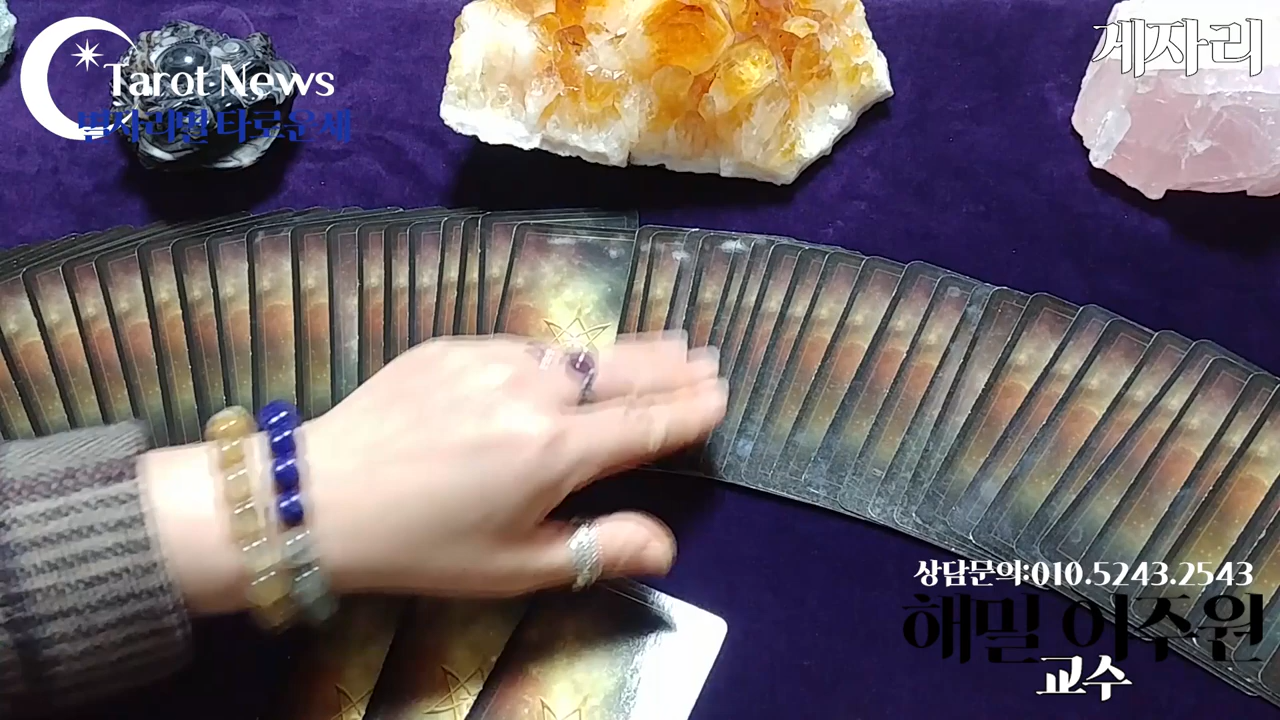 게자리
Tarot News
별자리별 타로운세
상담문의:010.5243.2543
해밀 이주원
교수